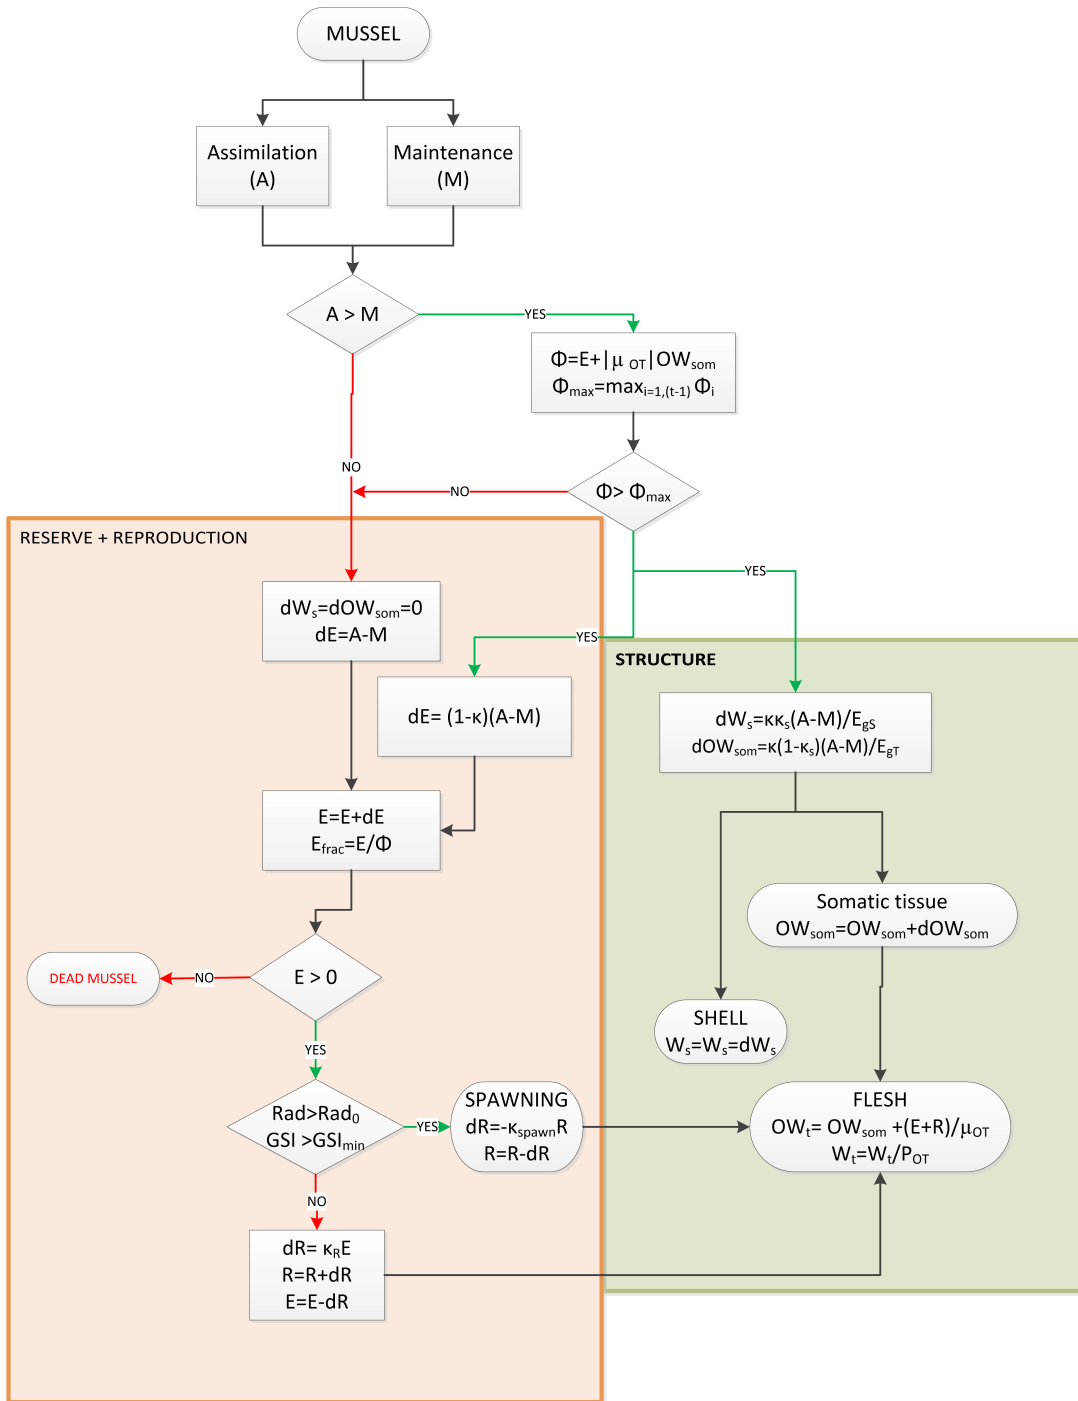 MUSSEL
Assimilation
(A)
Maintenance
(M)
A > M
YES
Φ=E+|μ OT|OWsom
Φmax=maxi=1,(t-1) Φi
NO
NO
Φ> Φmax
RESERVE + REPRODUCTION
YES
dWs=dOWsom=0
dE=A-M
YES
STRUCTURE
dE= (1-κ)(A-M)
dWs=κκs(A-M)/EgS
dOWsom=κ(1-κs)(A-M)/EgT
E=E+dE
Efrac=E/Φ
Somatic tissue
OWsom=OWsom+dOWsom
DEAD MUSSEL
NO
E > 0
SHELL
Ws=Ws=dWs
YES
Rad>Rad0
GSI >GSImin
YES
SPAWNING
dR=-κspawnR
R=R-dR
FLESH
OWt= OWsom +(E+R)/μOT
Wt=Wt/POT
NO
dR= κRE
R=R+dR
E=E-dR